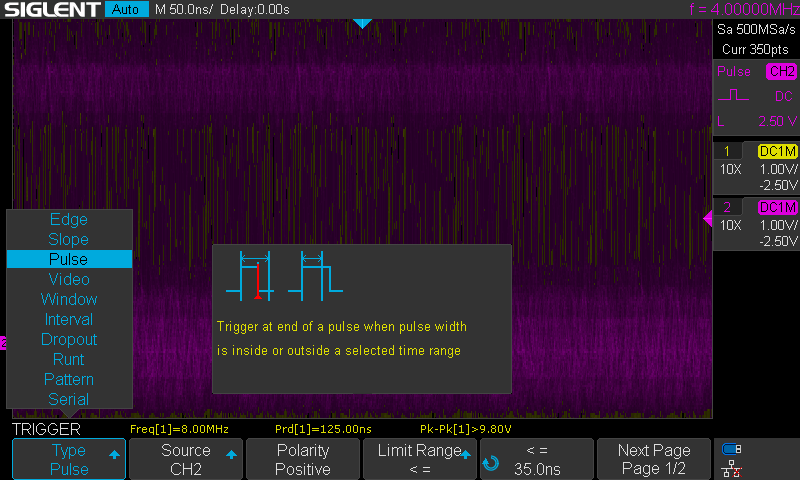 SIGLENT Auto M 50.0ns/ Delay:0.00s f = 4.00000MHz
Sa 500MSa/s
Curr 350pts
Pulse CH2
DC
L 2.50 V
1 DC1M
10X 1.00V/
-2.50V
2 DC1M
10X 1.00V/
-2.50V
Edge
Slope
Pulse
Video
Window
Interval
Dropout
Runt
Pattern
Serial
2
Trigger at end of a pulse when pulse width
is inside or outside a selected time range
TRIGGER Freq[1]=8.00MHz Prd[1]=125.00ns Pk-Pk[1]>9.80V
Type
Pulse
Source
CH2
Polarity
Positive
Limit Range
< =
< =
35.0ns
Next Page
Page 1/2